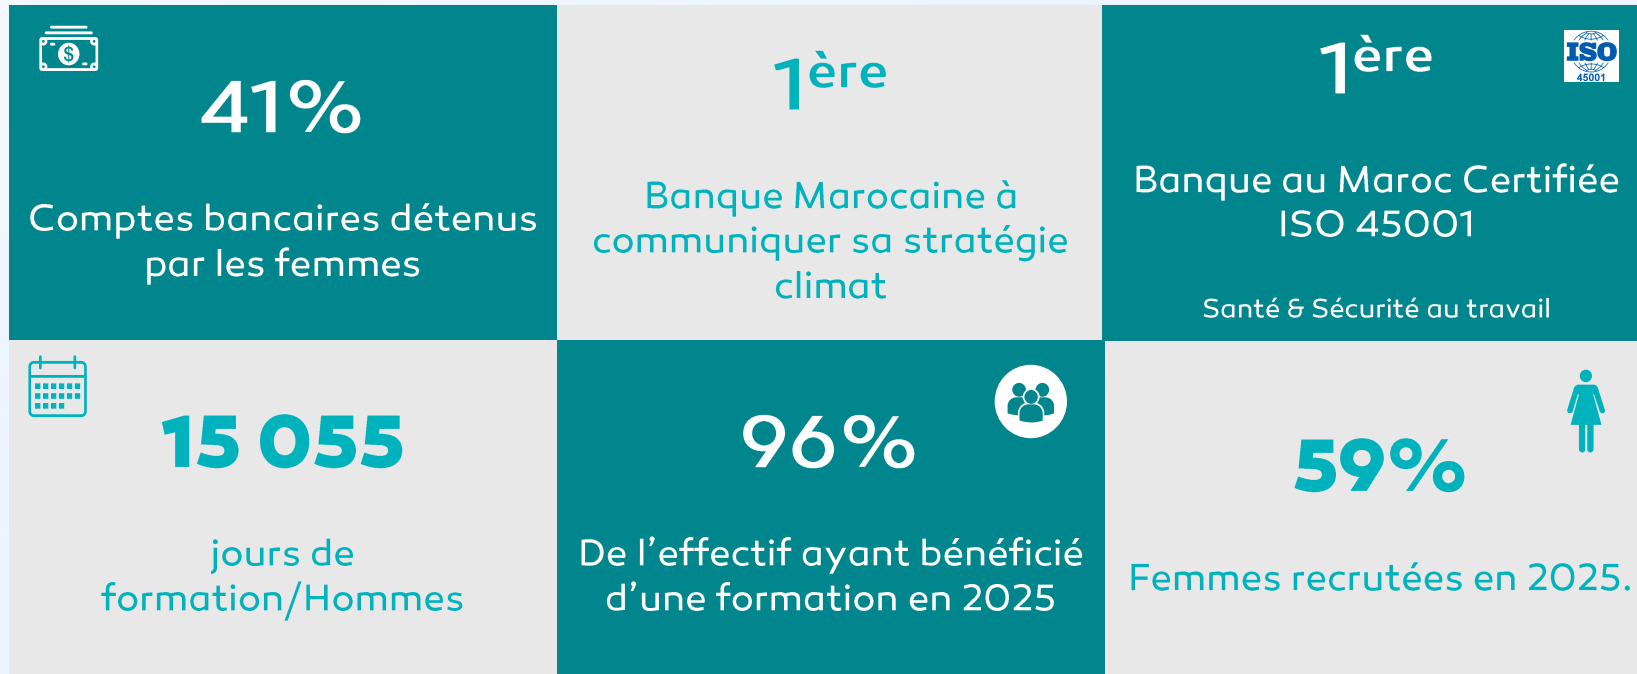 41%
Comptes bancaires détenus
par les femmes
1ère
Banque Marocaine à
communiquer sa stratégie
climat
1ère
ISO
45001
Banque au Maroc Certifiée
ISO 45001
Santé & Sécurité au travail
15 055
jours de
formation/Hommes
96%
De l’effectif ayant bénéficié
d’une formation en 2025
59%
Femmes recrutées en 2025.